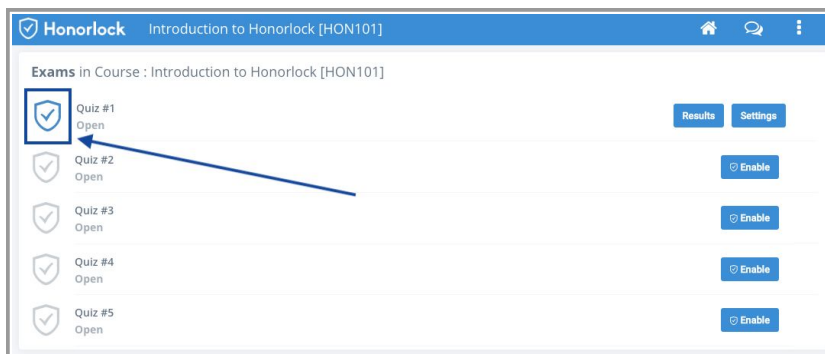 Honorlock Introduction to Honorlock [HON101]
Exams in Course : Introduction to Honorlock [HON101]
Quiz #1
Open
Results Settings
Quiz #2
Open
Enable
Quiz #3
Open
Enable
Quiz #4
Open
Enable
Quiz #5
Open
Enable